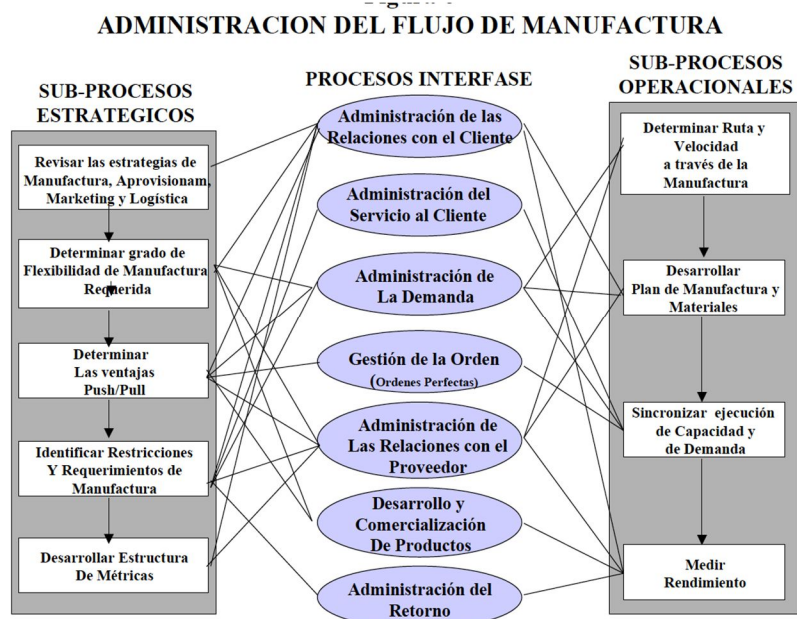 ADMINISTRACION DEL FLUJO DE MANUFACTURA
SUB-PROCESOS
ESTRATEGICOS
Revisar las estrategias de
Manufactura, Aprovisionam,
Marketing y Logística
Determinar grado de
Flexibilidad de Manufactura
Requerida
Determinar
Las ventajas
Push/Pull
Identificar Restricciones
Y Requerimientos de
Manufactura
Desarrollar Estructura
De Métricas
PROCESOS INTERFASE
Administración de las
Relaciones con el Cliente
Administración del
Servicio al Cliente
Administración de
La Demanda
Gestión de la Orden
(Ordenes Perfectas)
Administración de
Las Relaciones con el
Proveedor
Desarrollo y
Comercialización
De Productos
Administración del
Retorno
SUB-PROCESOS
OPERACIONALES
Determinar Ruta y
Velocidad
a través de la
Manufactura
Desarrollar
Plan de Manufactura y
Materiales
Sincronizar ejecución
de Capacidad y
de Demanda
Medir
Rendimiento